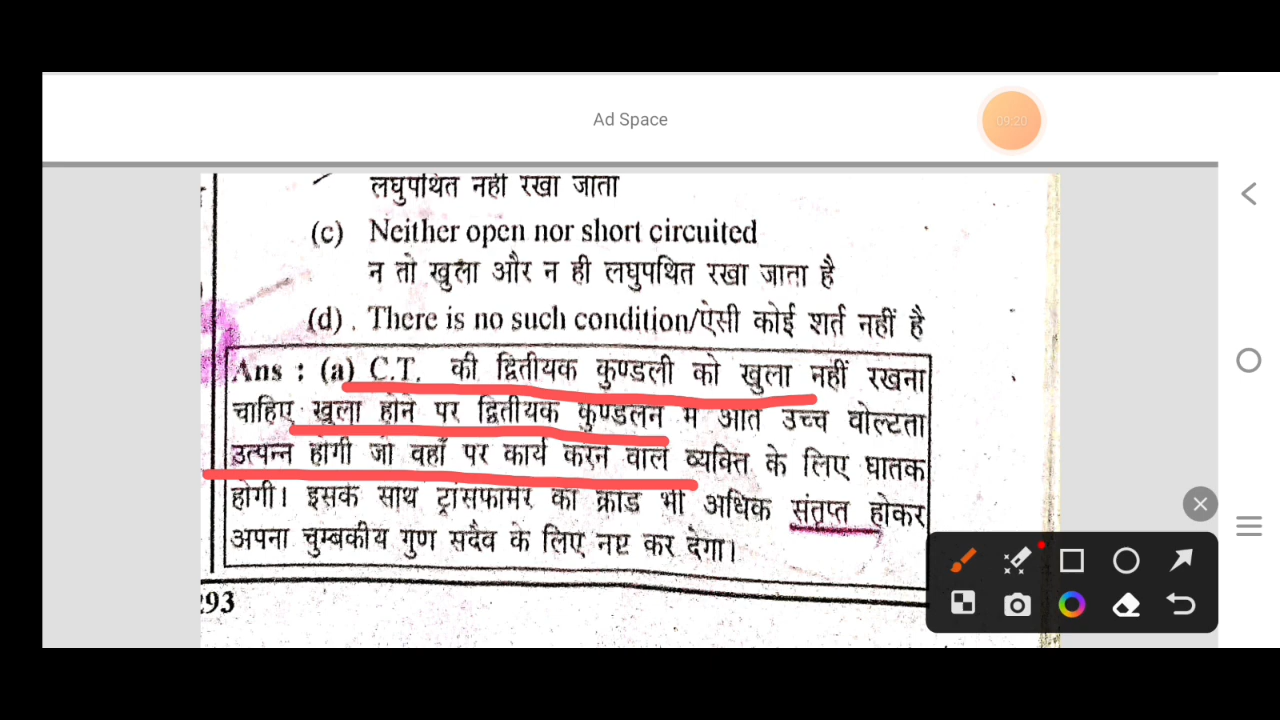 Ad Space
09:20
लघुपथित नहीं रखा जाता
(c) Neither open nor short circuited
न तो खुला और न ही लघुपथित रखा जाता है
(d) . There is no such condition/ऐसी कोई शर्त नहीं है
Ans : (a) C.T. की द्वितीयक कुण्डली को खुला नहीं रखना
चाहिए खुला होने पर द्वितीयक कुण्डलन में अति उच्च वोल्टता
उत्पन्न होगी जो वहाँ पर कार्य करने वाले व्यक्ति के लिए घातक
होगी। इसके साथ ट्रांसफार्मर का क्रोड भी अधिक संतृप्त होकर
अपना चुम्बकीय गुण सदैव के लिए नष्ट कर देगा।
293